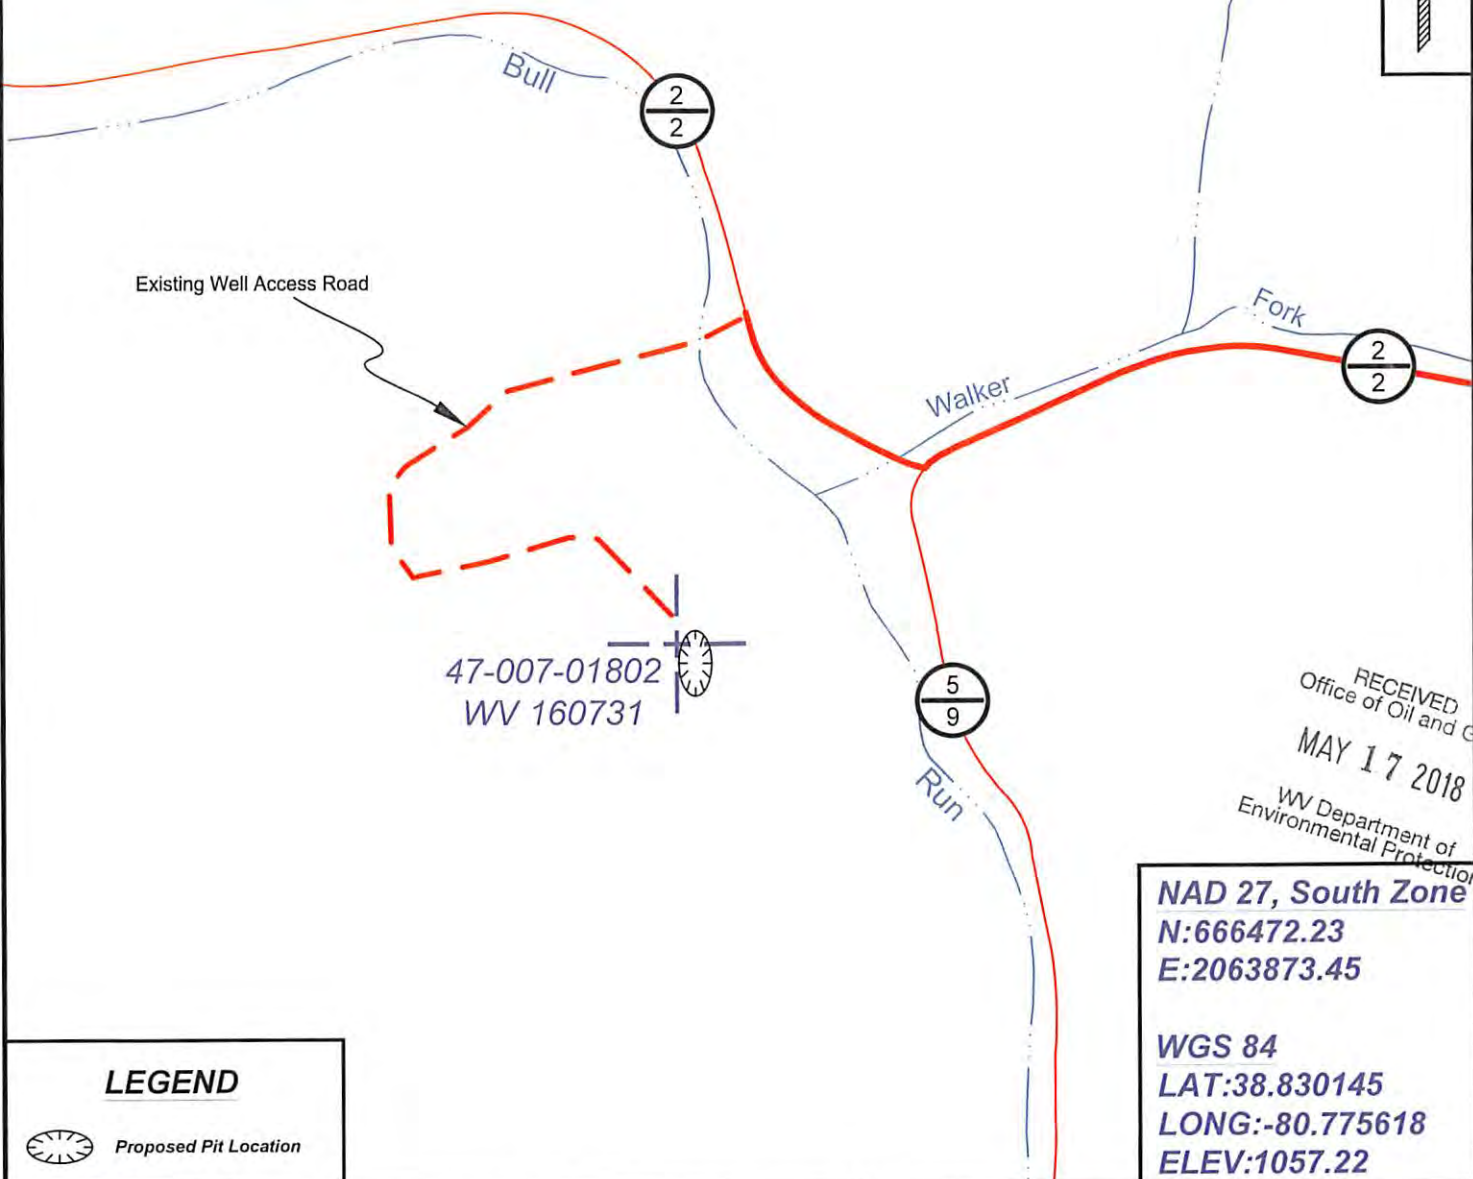 Bull
2
2
Existing Well Access Road
Fork
2
2
Walker
47-007-01802
WV 160731
5
9
Run
RECEIVED
Office of Oil and
MAY 17 2018
WV Department of
Environmental Protection
NAD 27, South Zone
N:666472.23
E:2063873.45
WGS 84
LAT:38.830145
LONG:-80.775618
ELEV:1057.22
LEGEND
Proposed Pit Location